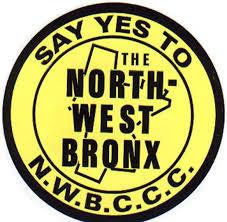 SAY YES TO
THE
NORTH-
WEST
BRONX
N.W.B.C.C.C.